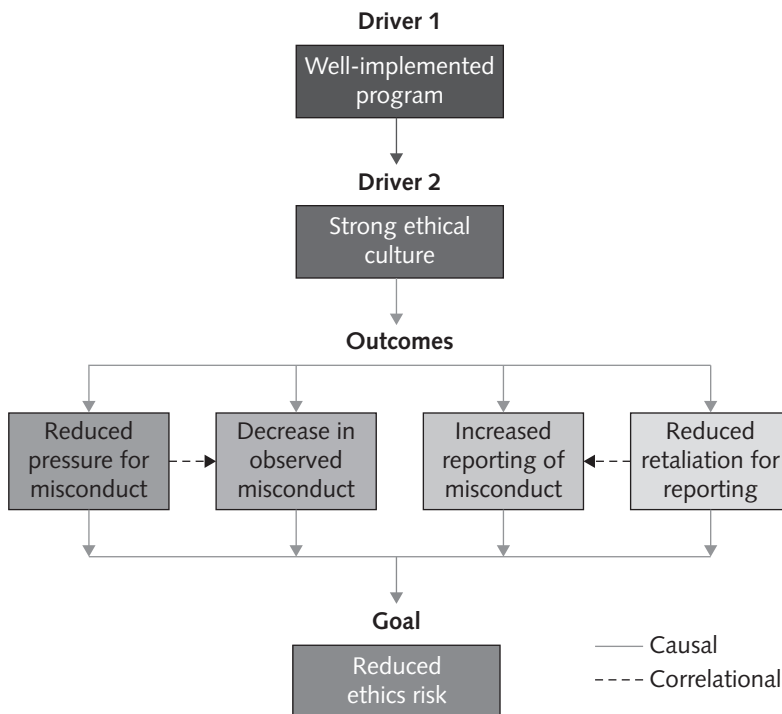 Driver 1
Well-implemented
program
Driver 2
Strong ethical
culture
Outcomes
Reduced
pressure for
misconduct
Decrease in
observed
misconduct
Increased
reporting of
misconduct
Reduced
retaliation for
reporting
Goal
Reduced
ethics risk
Causal
Correlational